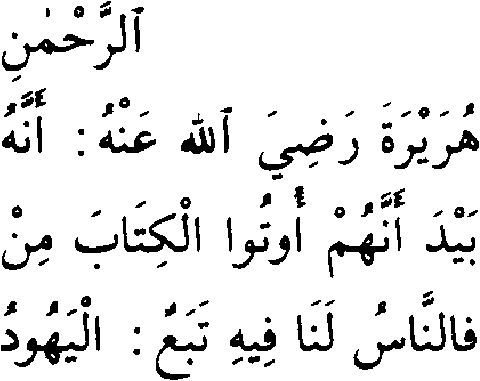 ٱلرَّحْمٰنِ
هُرَيْرَةَ رَضِيَ ٱلله عَنْهُ: أَنَّهُ
بَيْدَ أَنَّهُمْ أُوتُوا الْكِتَابَ مِنْ
فالنَّاسُ لَنَا فِيهِ تَبَعٌ: الْيَهُودُ